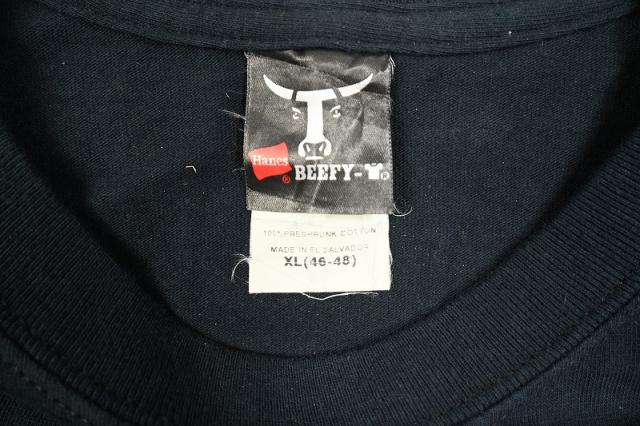 Hanes
® BEEFY-T®
100% PRESHRUNK COTTON
MADE IN EL SALVADOR
XL (46-48)